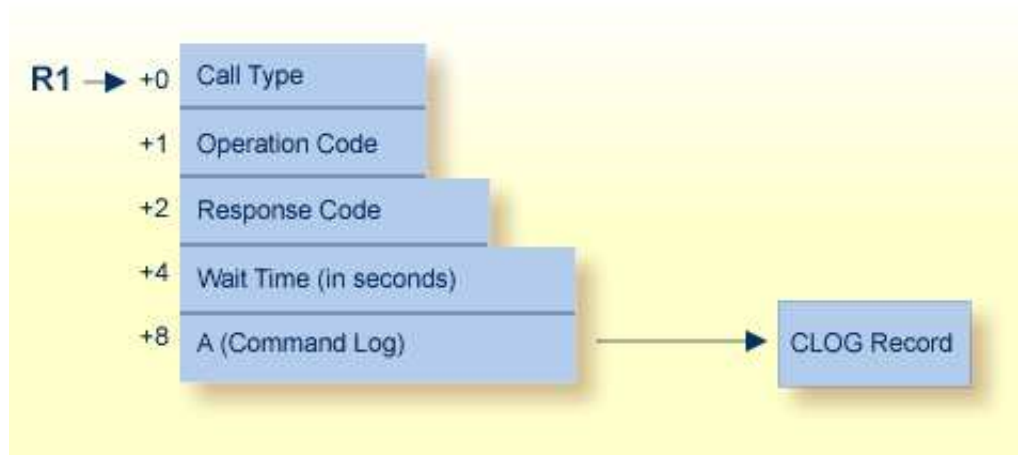 R1 +0 Call Type
+1 Operation Code
+2 Response Code
+4 Wait Time (in seconds)
+8 A (Command Log) CLOG Record